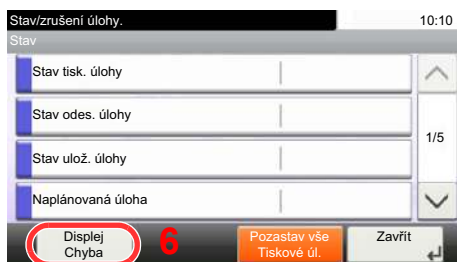 Stav/zrušení úlohy.
10:10
Stav
Stav tisk. úlohy
Stav odes. úlohy
1/5
Stav ulož. úlohy
Naplánovaná úloha
Displej
Chyba
6
Pozastav vše
Tiskové úl.
Zavřít